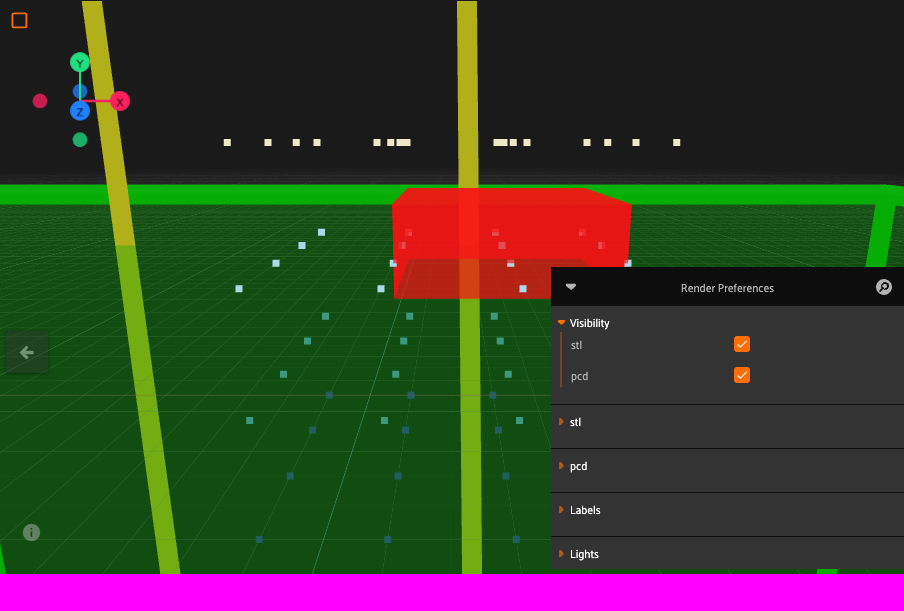 Y
X
Z
Render Preferences
Visibility
stl
pcd
stl
pcd
Labels
Lights
i